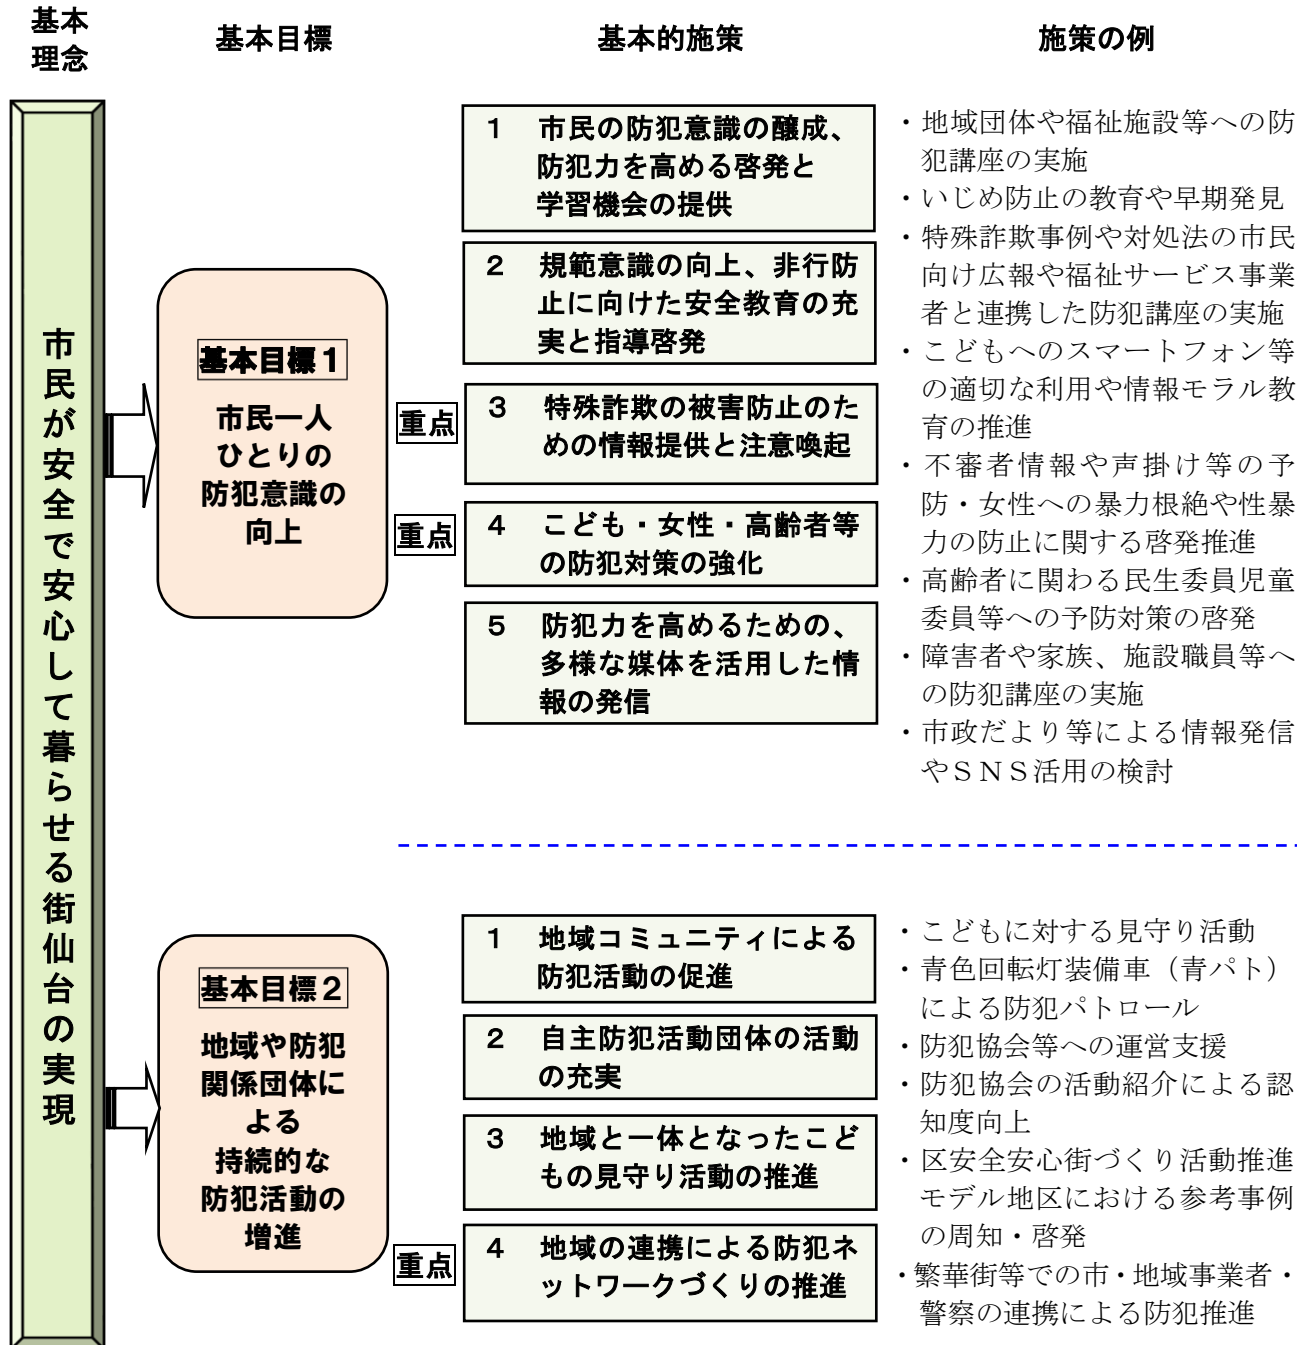 基本
理念
基本目標
基本的施策
施策の例
市民が安全で安心して暮らせる街仙台の実現
基本目標１
市民一人
ひとりの
防犯意識の
向上
1 市民の防犯意識の醸成、
防犯力を高める啓発と
学習機会の提供
2 規範意識の向上、非行防
止に向けた安全教育の充
実と指導啓発
重点
3 特殊詐欺の被害防止のた
めの情報提供と注意喚起
重点
4 こども・女性・高齢者等
の防犯対策の強化
5 防犯力を高めるための、
多様な媒体を活用した情
報の発信
・地域団体や福祉施設等への防
犯講座の実施
・いじめ防止の教育や早期発見
・特殊詐欺事例や対処法の市民
向け広報や福祉サービス事業
者と連携した防犯講座の実施
・こどもへのスマートフォン等
の適切な利用や情報モラル教
育の推進
・不審者情報や声掛け等の予
防・女性への暴力根絶や性暴
力の防止に関する啓発推進
・高齢者に関わる民生委員児童
委員等への予防対策の啓発
・障害者や家族、施設職員等へ
の防犯講座の実施
・市政だより等による情報発信
やＳＮＳ活用の検討
基本目標２
地域や防犯
関係団体に
よる
持続的な
防犯活動の
増進
1 地域コミュニティによる
防犯活動の促進
2 自主防犯活動団体の活動
の充実
3 地域と一体となったこど
もの見守り活動の推進
重点
4 地域の連携による防犯ネ
ットワークづくりの推進
・こどもに対する見守り活動
・青色回転灯装備車（青パト）
による防犯パトロール
・防犯協会等への運営支援
・防犯協会の活動紹介による認
知度向上
・区安全安心街づくり活動推進
モデル地区における参考事例
の周知・啓発
・繁華街等での市・地域事業者・
警察の連携による防犯推進